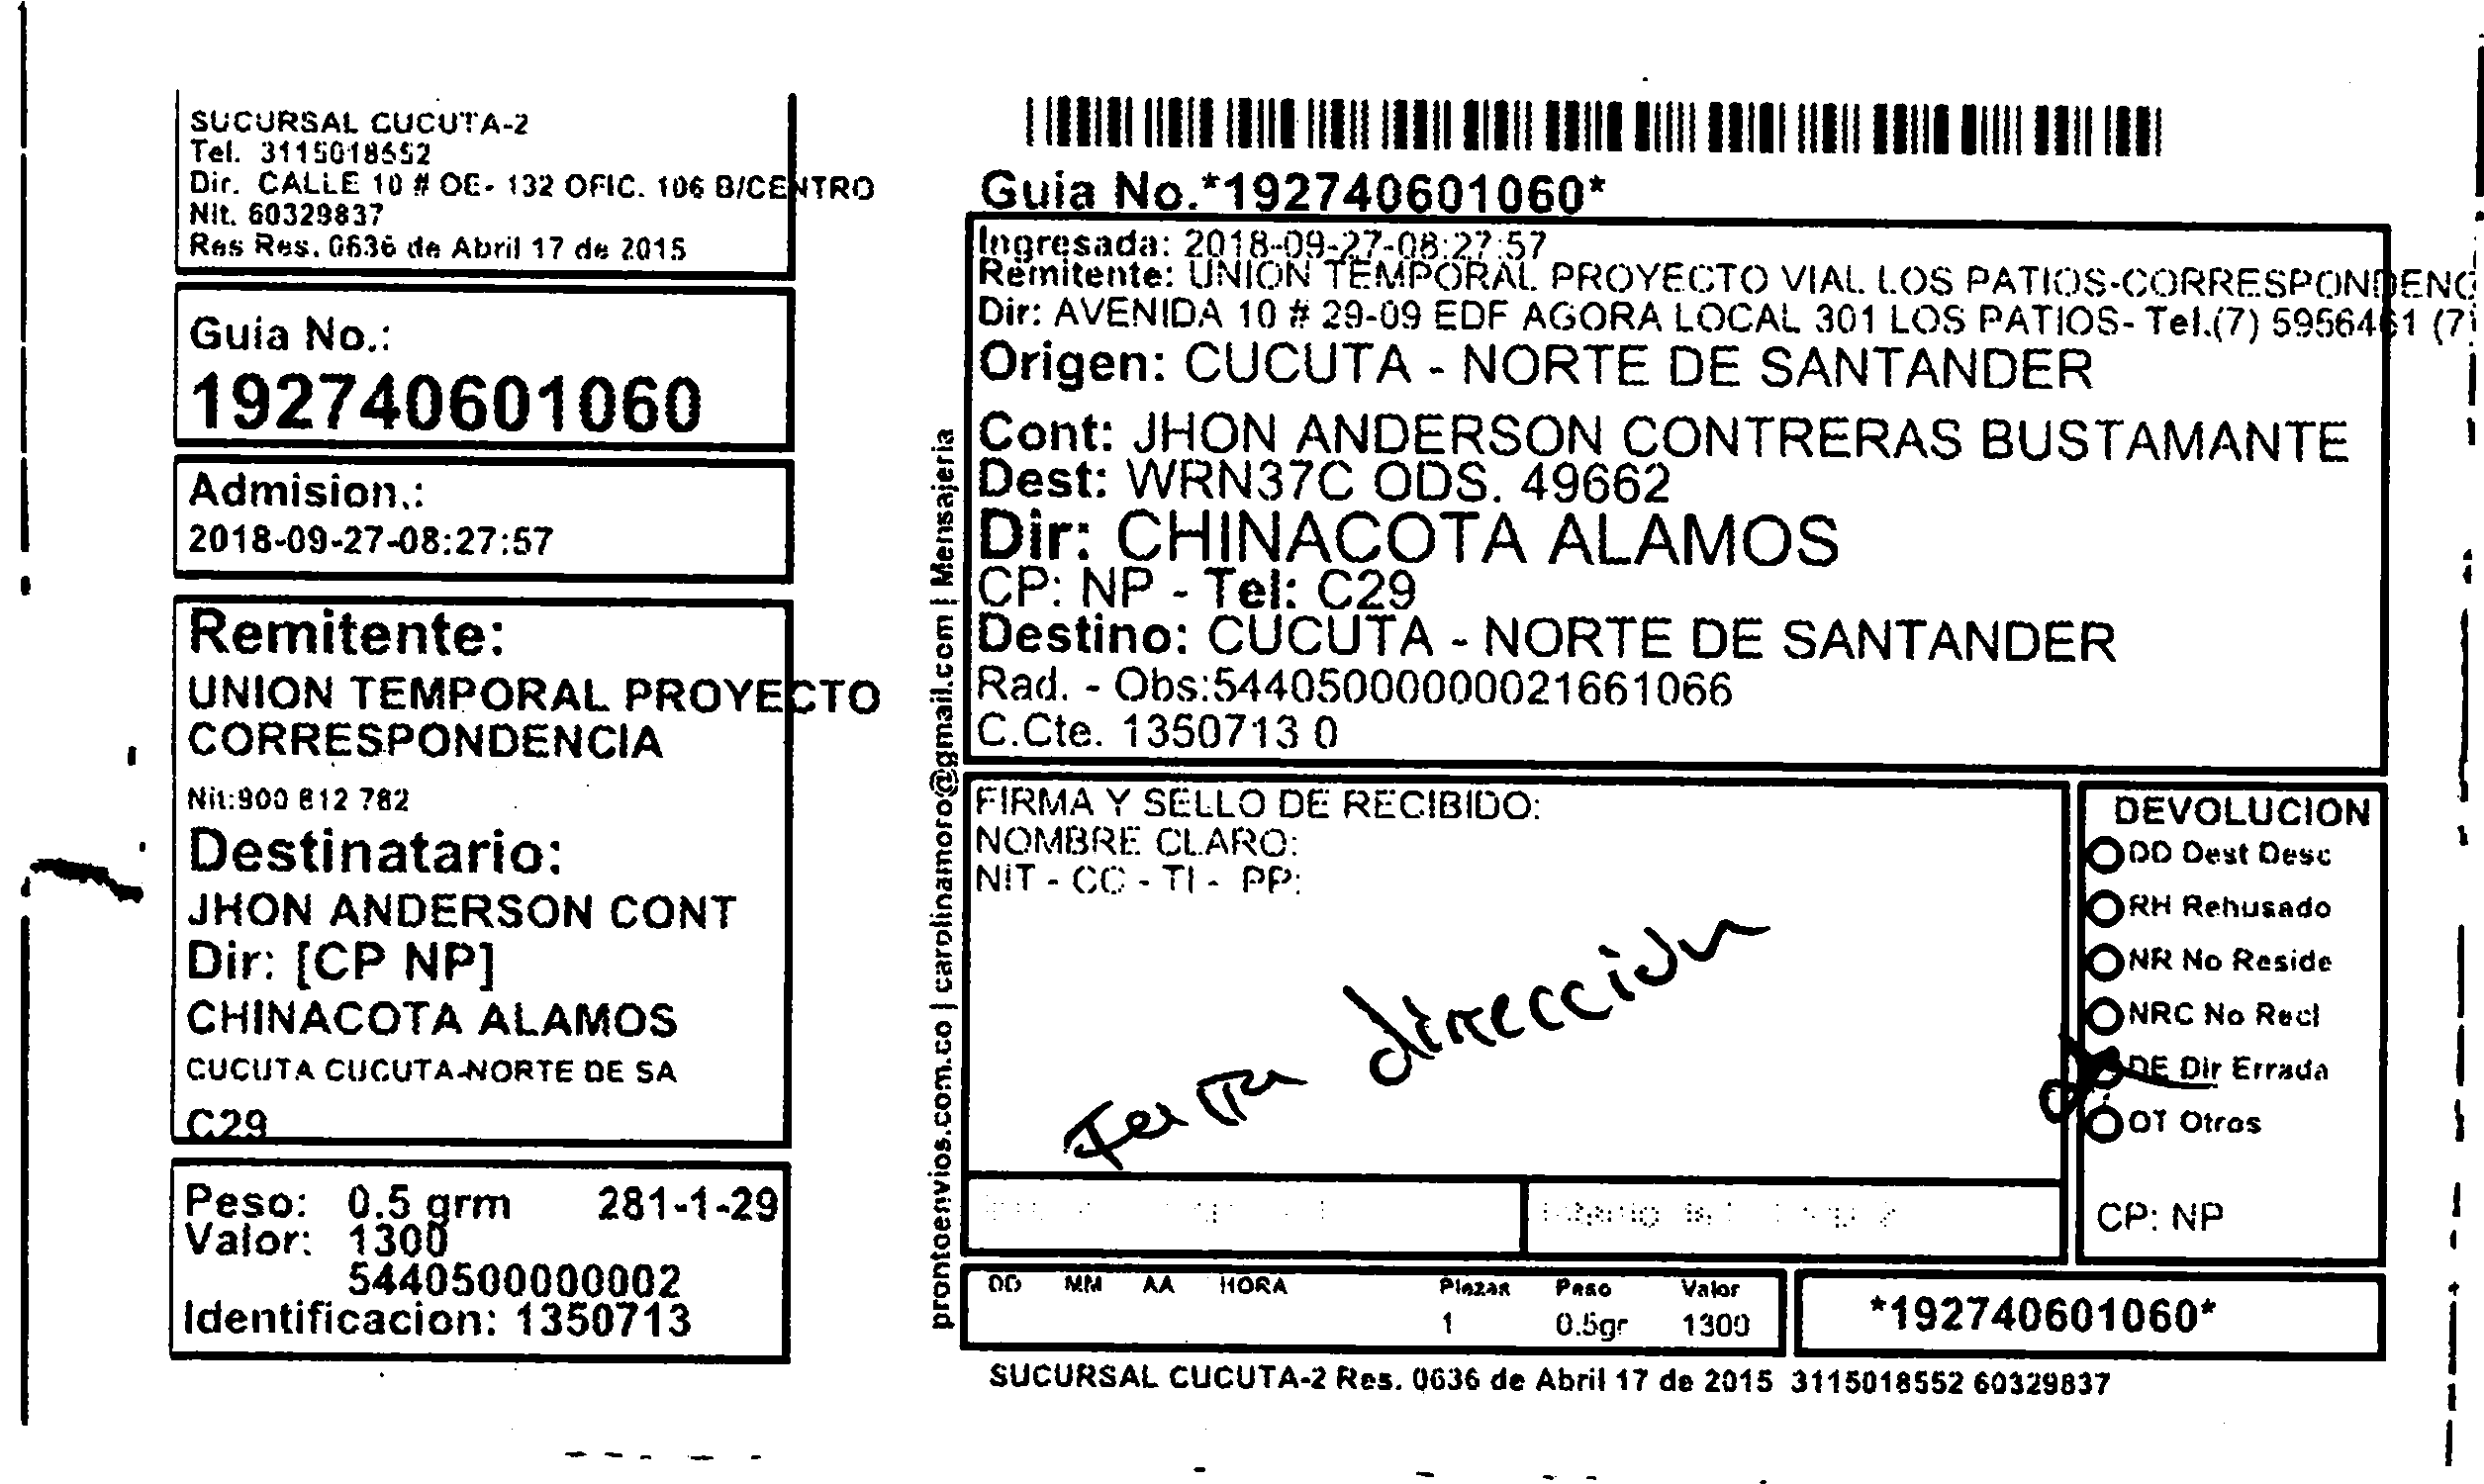 SUCURSAL CUCUTA-2
Tel. 3115018552
Dir. CALLE 10 # OE- 132 OFIC. 106 B/CENTRO
Nit. 60329837
Res Res. 0636 de Abril 17 de 2015
Guia No.:
192740601060
Admision.:
2018-09-27-08:27:57
Remitente:
UNION TEMPORAL PROYECTO
CORRESPONDENCIA
Nit:900 812 782
Destinatario:
JHON ANDERSON CONT
Dir: [CP NP]
CHINACOTA ALAMOS
CUCUTA CUCUTA-NORTE DE SA
C29
Peso: 0.5 grm 281-1-29
Valor: 1300
5440500000002
Identificacion: 1350713
prontoenvios.com.co | carolinamoro@gmail.com | Mensajeria
Guia No.*192740601060*
Ingresada: 2018-09-27-08:27:57
Remitente: UNION TEMPORAL PROYECTO VIAL LOS PATIOS-CORRESPONDENC
Dir: AVENIDA 10 # 29-09 EDF AGORA LOCAL 301 LOS PATIOS- Tel.(7) 5956461 (7)
Origen: CUCUTA - NORTE DE SANTANDER
Cont: JHON ANDERSON CONTRERAS BUSTAMANTE
Dest: WRN37C ODS. 49662
Dir: CHINACOTA ALAMOS
CP: NP - Tel: C29
Destino: CUCUTA - NORTE DE SANTANDER
Rad. - Obs:544050000000021661066
C.Cte. 1350713 0
FIRMA Y SELLO DE RECIBIDO:
NOMBRE CLARO:
NIT - CC - TI - PP:
direccion
DEVOLUCION
DD Dest Desc
RH Rehusado
NR No Reside
NRC No Recl
DE Dir Errada
OT Otros
CP: NP
DD MM AA HORA Piezas Peso Valor
1 0.5gr 1300
*192740601060*
SUCURSAL CUCUTA-2 Res. 0636 de Abril 17 de 2015 3115018552 60329837